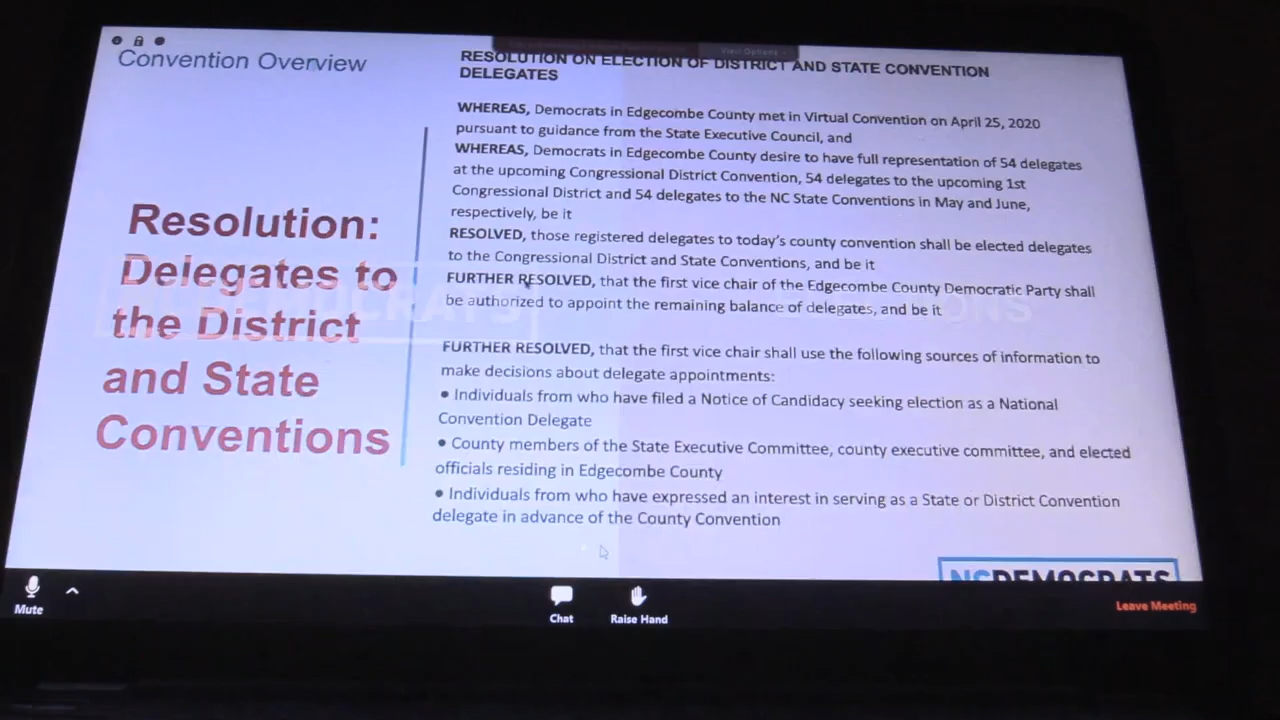 Convention Overview
View Options
RESOLUTION ON ELECTION OF DISTRICT AND STATE CONVENTION
DELEGATES
WHEREAS, Democrats in Edgecombe County met in Virtual Convention on April 25, 2020
pursuant to guidance from the State Executive Council, and
WHEREAS, Democrats in Edgecombe County desire to have full representation of 54 delegates
at the upcoming Congressional District Convention, 54 delegates to the upcoming 1st
Congressional District and 54 delegates to the NC State Conventions in May and June,
respectively, be it
RESOLVED, those registered delegates to today's county convention shall be elected delegates
to the Congressional District and State Conventions, and be it
FURTHER RESOLVED, that the first vice chair of the Edgecombe County Democratic Party shall
be authorized to appoint the remaining balance of delegates, and be it
FURTHER RESOLVED, that the first vice chair shall use the following sources of information to
make decisions about delegate appointments:
• Individuals from who have filed a Notice of Candidacy seeking election as a National
Convention Delegate
• County members of the State Executive Committee, county executive committee, and elected
officials residing in Edgecombe County
• Individuals from who have expressed an interest in serving as a State or District Convention
delegate in advance of the County Convention
Resolution:
Delegates to
the District
and State
Conventions
NCDEMOCRATS
Mute
Chat
Raise Hand
Leave Meeting